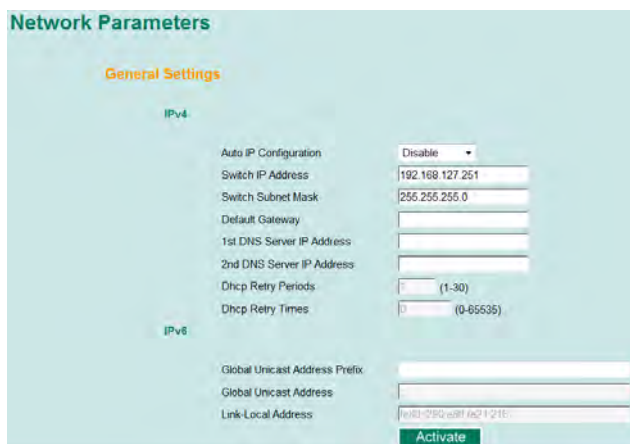 Network Parameters
General Settings
IPv4
Auto IP Configuration Disable
Switch IP Address 192.168.127.251
Switch Subnet Mask 255.255.255.0
Default Gateway
1st DNS Server IP Address
2nd DNS Server IP Address
Dhcp Retry Periods 1 (1-30)
Dhcp Retry Times 0 (0-65535)
IPv6
Global Unicast Address Prefix
Global Unicast Address
Link-Local Address
Activate